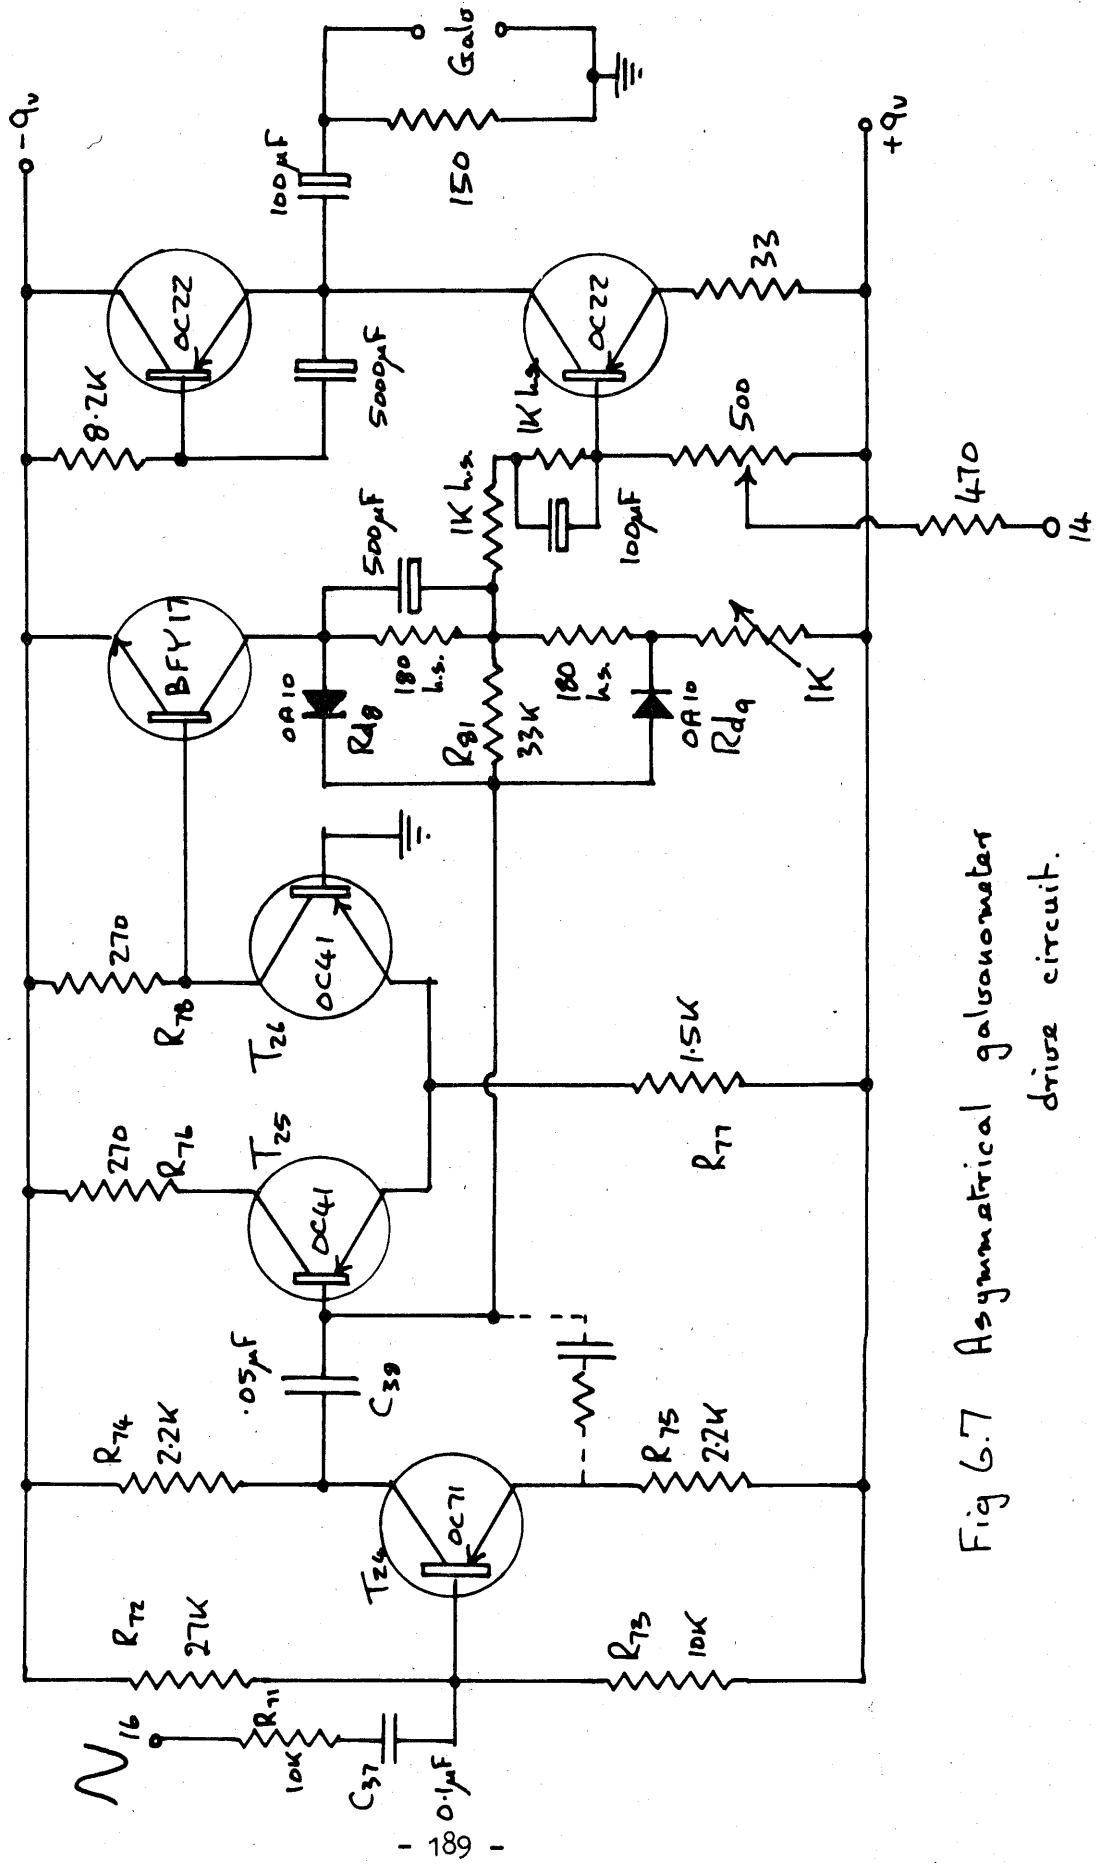 16
R71
10K
C37
0.1µF
R72
27K
R73
10K
T24
OC71
R74
2.2K
R75
2.2K
.05µF
C38
OC41
T25
270
R76
R77
1.5K
T26
OC41
270
R78
BFY17
OA10
Rd8
180
h.s.
500µF
R81
33K
180
h.s.
OA10
Rd9
1K
1K h.s.
1K h.s.
100µF
500
470
14
8.2K
OC22
5000µF
OC22
33
100µF
150
Galv
-9v
+9v
Fig 6.7 Asymmetrical galvanometer
drive circuit.
- 189 -